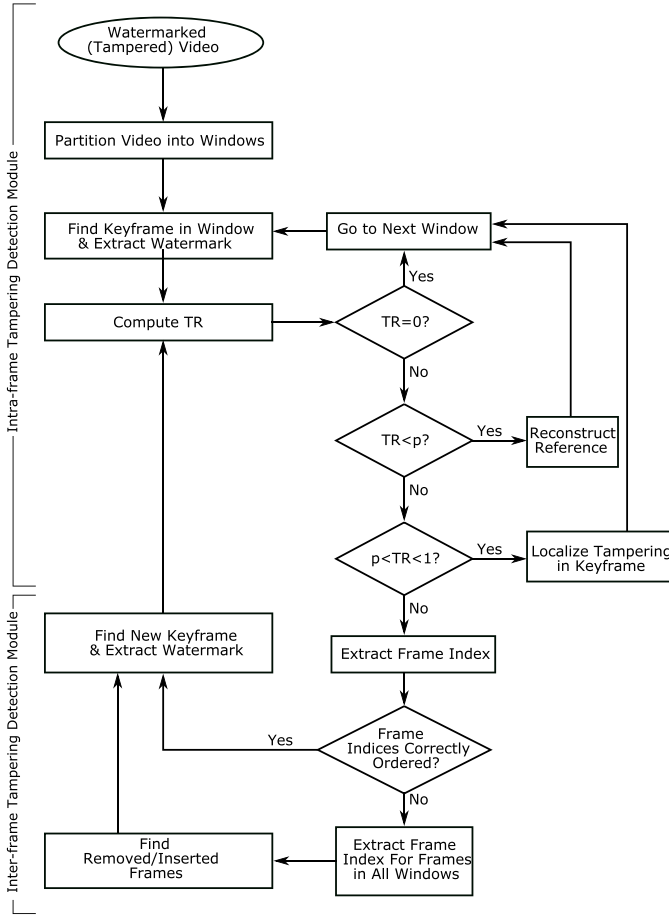 Watermarked
(Tampered) Video
Partition Video into Windows
Find Keyframe in Window
& Extract Watermark
Go to Next Window
Yes
Compute TR
TR=0?
No
TR<p?
Yes
Reconstruct
Reference
No
p<TR<1?
Yes
Localize Tampering
in Keyframe
No
Intra-frame Tampering Detection Module
Find New Keyframe
& Extract Watermark
Extract Frame Index
Frame
Indices Correctly
Ordered?
Yes
No
Find
Removed/Inserted
Frames
Extract Frame
Index For Frames
in All Windows
Inter-frame Tampering Detection Module